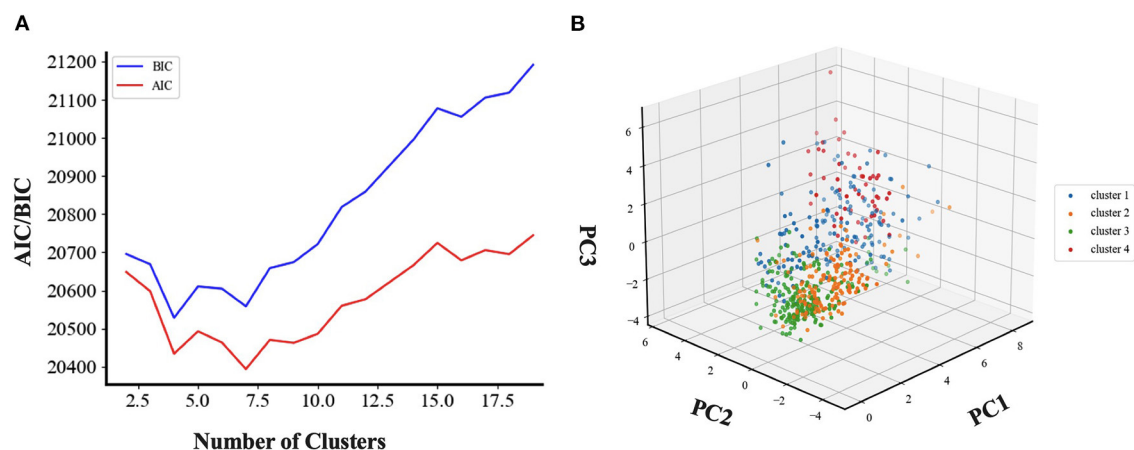 A
AIC/BIC
21200
21100
21000
20900
20800
20700
20600
20500
20400
BIC
AIC
2.5 5.0 7.5 10.0 12.5 15.0 17.5
Number of Clusters
B
PC3
6
4
2
0
−2
−4
6 4 2 0 −2 −4
PC2
0 2 4 6 8
PC1
cluster 1
cluster 2
cluster 3
cluster 4